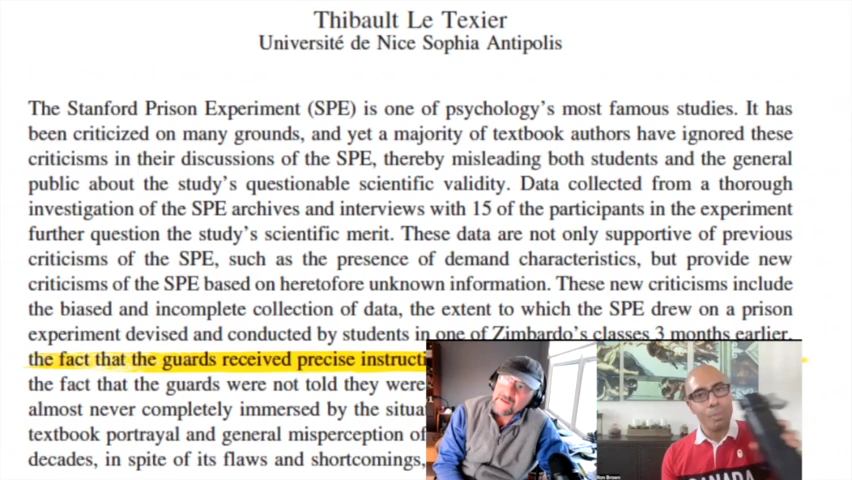 Thibault Le Texier
Université de Nice Sophia Antipolis
The Stanford Prison Experiment (SPE) is one of psychology's most famous studies. It has
been criticized on many grounds, and yet a majority of textbook authors have ignored these
criticisms in their discussions of the SPE, thereby misleading both students and the general
public about the study's questionable scientific validity. Data collected from a thorough
investigation of the SPE archives and interviews with 15 of the participants in the experiment
further question the study's scientific merit. These data are not only supportive of previous
criticisms of the SPE, such as the presence of demand characteristics, but provide new
criticisms of the SPE based on heretofore unknown information. These new criticisms include
the biased and incomplete collection of data, the extent to which the SPE drew on a prison
experiment devised and conducted by students in one of Zimbardo's classes 3 months earlier,
the fact that the guards received precise
the fact that the guards were not told they were
almost never completely immersed by the
textbook portrayal and general misperception of
decades, in spite of its flaws and shortcomings,
Brown
CANADA